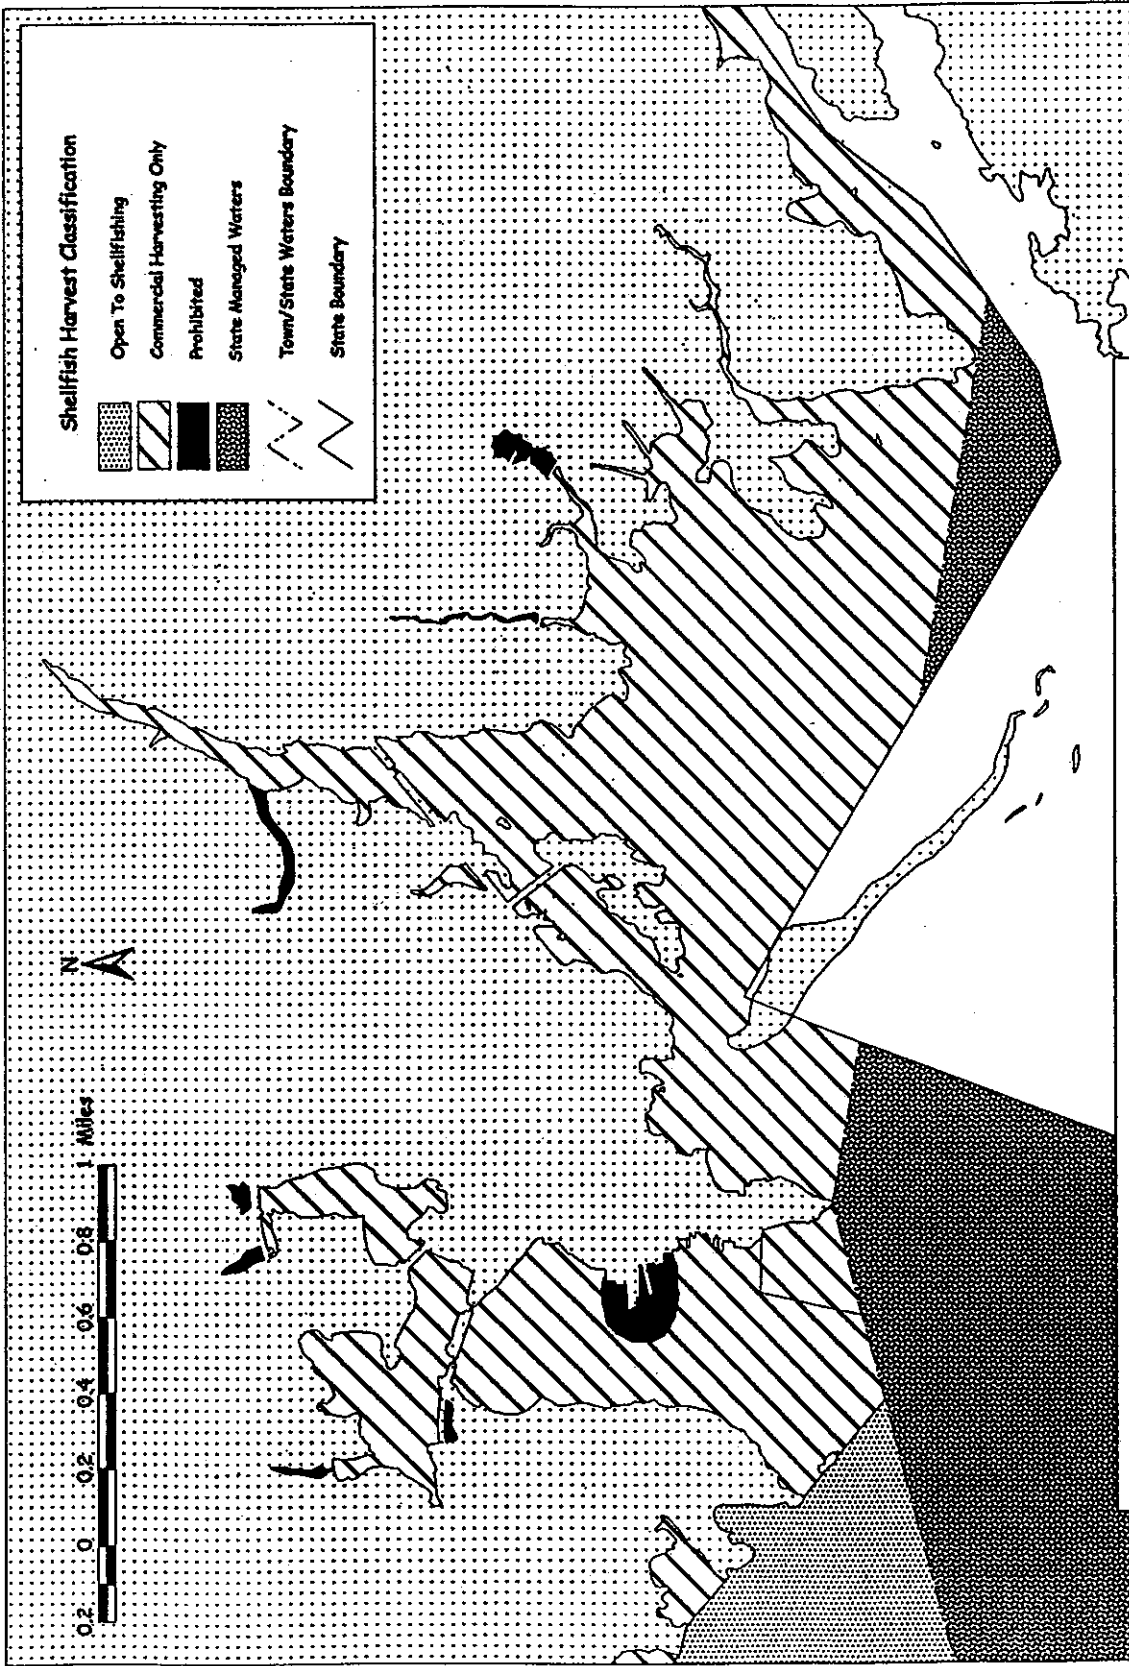 Shellfish Harvest Classification
Open To Shellfishing
Commercial Harvesting Only
Prohibited
State Managed Waters
Town/State Waters Boundary
State Boundary
N
0.2 0 0.2 0.4 0.6 0.8 1 Miles